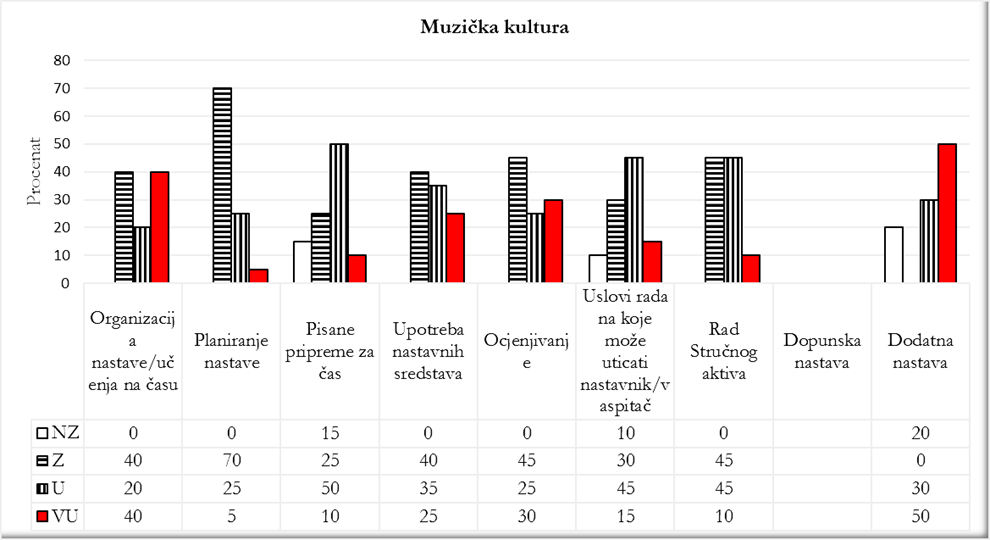 Muzička kultura
Procenat
80
70
60
50
40
30
20
10
0
Organizacij
a
nastave/uč
enja na času
Planiranje
nastave
Pisane
pripreme za
čas
Upotreba
nastavnih
sredstava
Ocjenjivanj
e
Uslovi rada
na koje
može
uticati
nastavnik/v
aspitač
Rad
Stručnog
aktiva
Dopunska
nastava
Dodatna
nastava
NZ 0 0 15 0 0 10 0 20
Z 40 70 25 40 45 30 45 0
U 20 25 50 35 25 45 45 30
VU 40 5 10 25 30 15 10 50